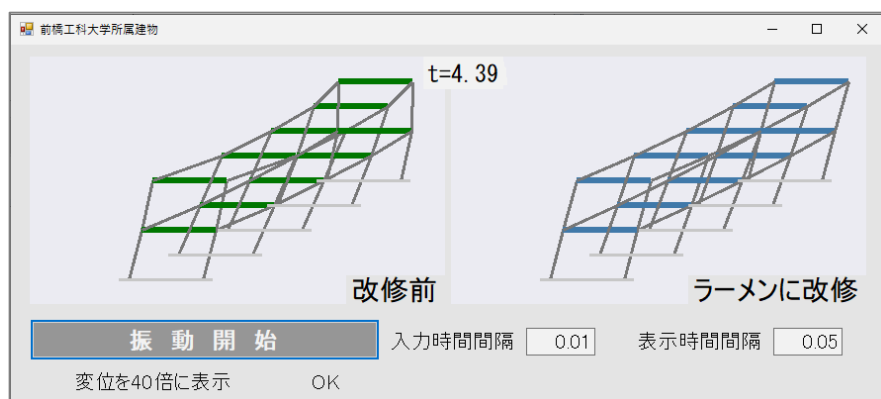 前橋工科大学所属建物
t=4.39
改修前
ラーメンに改修
振動開始
入力時間間隔 0.01 表示時間間隔 0.05
変位を40倍に表示 OK